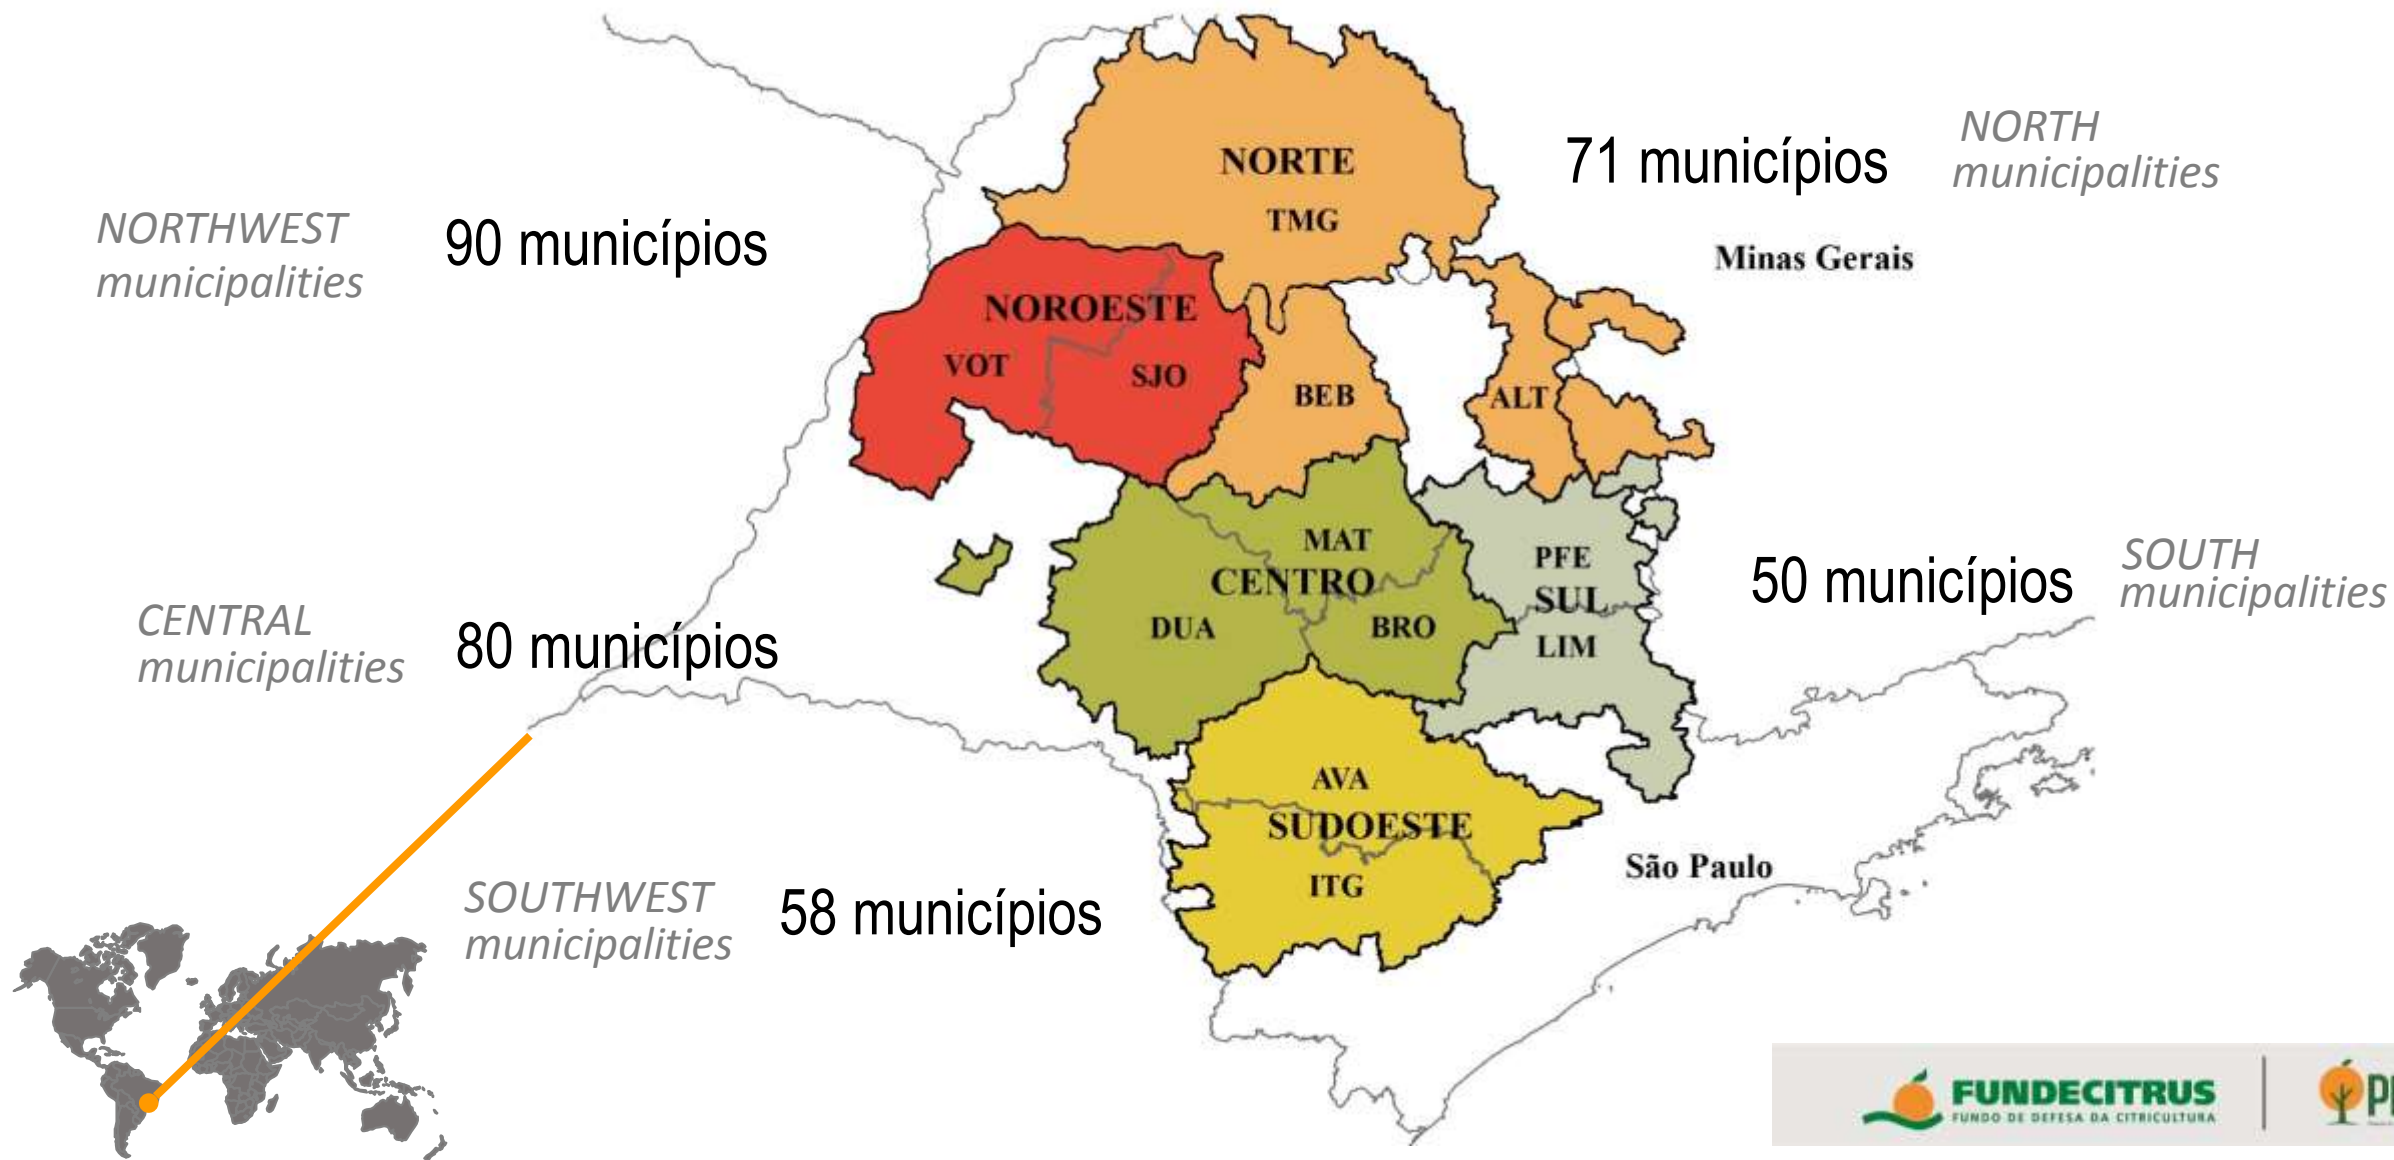 NORTE
TMG
71 municípios
NORTH
municipalities
Minas Gerais
NORTHWEST
municipalities
90 municípios
NOROESTE
VOT
SJO
BEB
ALT
MAT
CENTRO
DUA
BRO
PFE
SUL
LIM
50 municípios
SOUTH
municipalities
CENTRAL
municipalities
80 municípios
AVA
SUDOESTE
ITG
São Paulo
SOUTHWEST
municipalities
58 municípios
FUNDECITRUS
FUNDO DE DEFESA DA CITRICULTURA